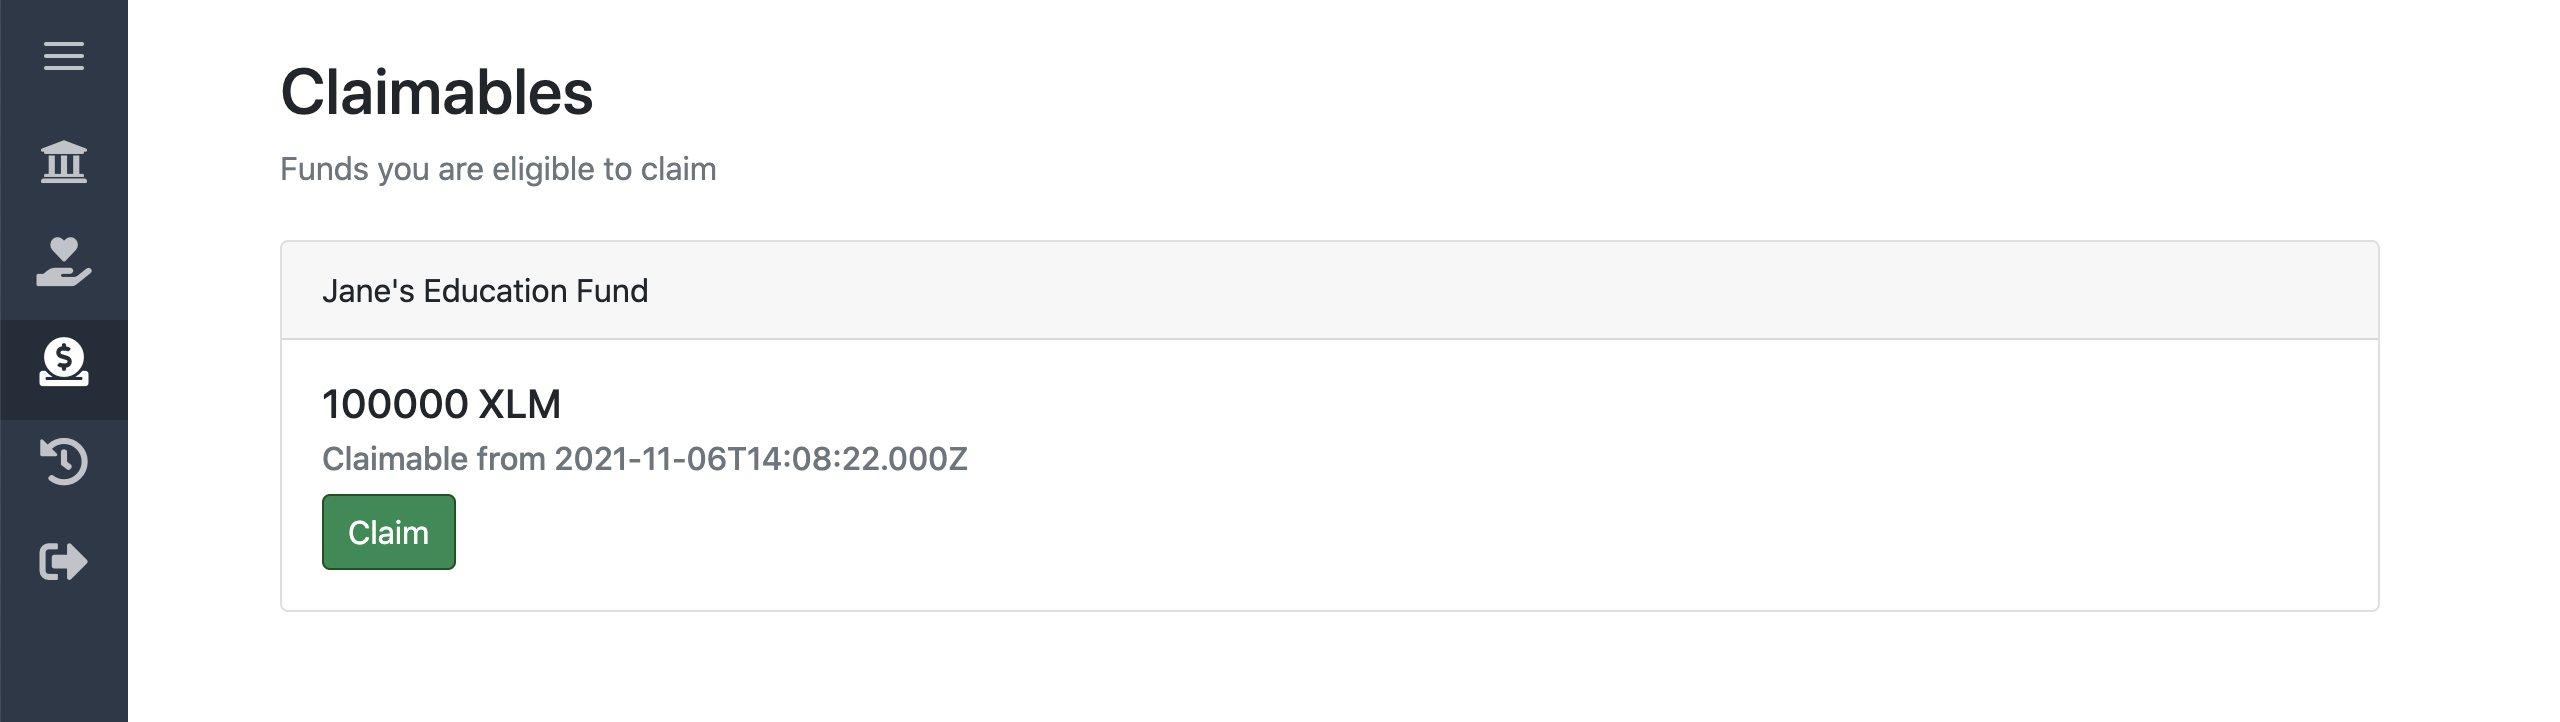 Claimables
Funds you are eligible to claim
Jane's Education Fund
100000 XLM
Claimable from 2021-11-06T14:08:22.000Z
Claim